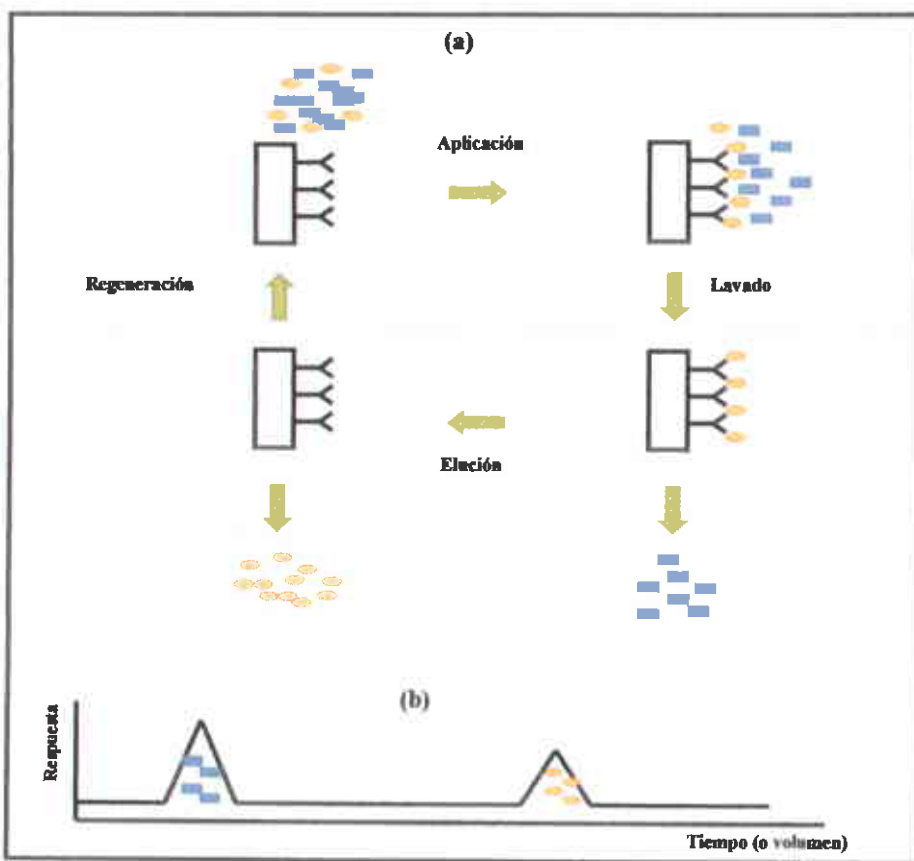 (a)
Aplicación
Regeneración
Lavado
Elución
(b)
Respuesta
Tiempo (o volumen)